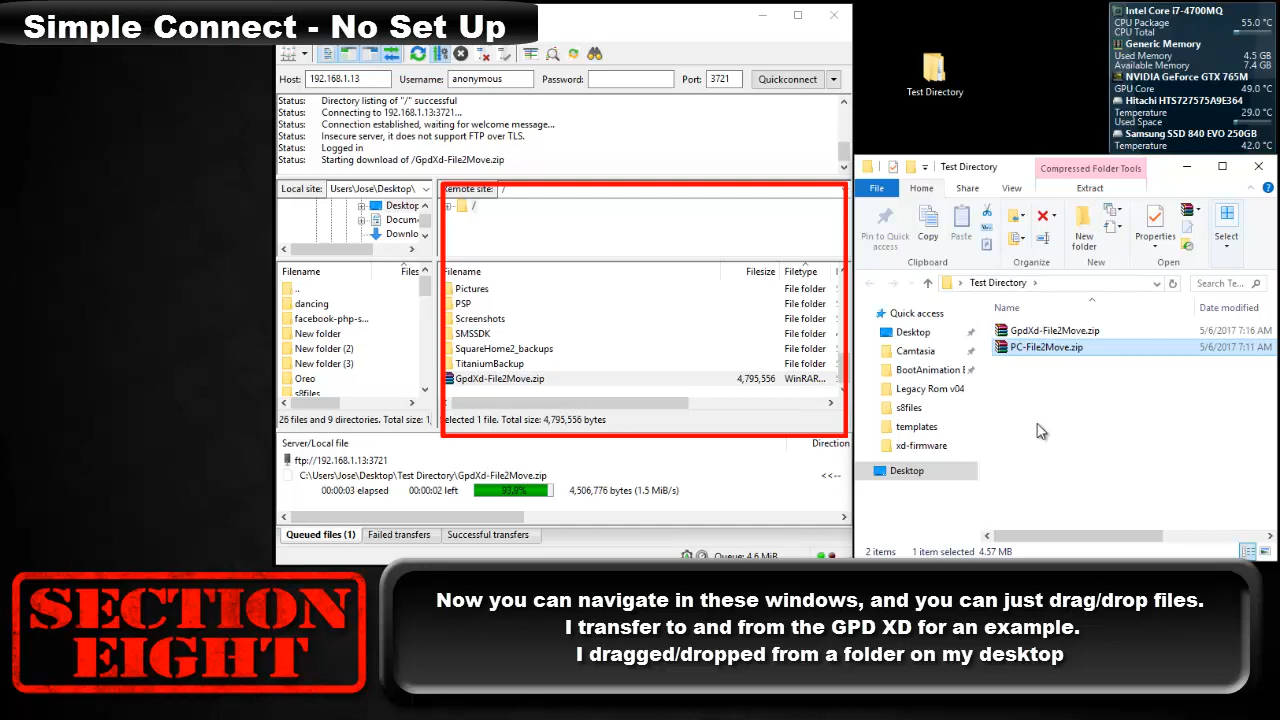 Simple Connect - No Set Up
Host: 192.168.1.13 Username: anonymous Password: Port: 3721 Quickconnect
Status: Directory listing of "/" successful
Status: Connecting to 192.168.1.13:3721...
Status: Connection established, waiting for welcome message...
Status: Insecure server, it does not support FTP over TLS.
Status: Logged in
Status: Starting download of /GpdXd-File2Move.zip
Local site: Users\Jose\Desktop\
Desktop
Docum
Downlo
Remote site: /
/
Filename Files
..
dancing
facebook-php-s...
New folder
New folder (2)
New folder (3)
Oreo
s8files
26 files and 9 directories. Total size: 1,
Filename Filesize Filetype
Pictures File folder
PSP File folder
Screenshots File folder
SMSSDK File folder
SquareHome2_backups File folder
TitaniumBackup File folder
GpdXd-File2Move.zip 4,795,556 WinRAR...
Selected 1 file. Total size: 4,795,556 bytes
Server/Local file Direction
ftp://192.168.1.13:3721
C:\Users\Jose\Desktop\Test Directory\GpdXd-File2Move.zip <<--
00:00:03 elapsed 00:00:02 left 93.9% 4,506,776 bytes (1.5 MiB/s)
Queued files (1) Failed transfers Successful transfers
Queue: 4.6 MiB
Test Directory
Intel Core i7-4700MQ
CPU Package 55.0 °C
CPU Total
Generic Memory
Used Memory 4.5 GB
Available Memory 7.4 GB
NVIDIA GeForce GTX 765M
GPU Core 49.0 °C
Hitachi HTS727575A9E364
Temperature 29.0 °C
Used Space
Samsung SSD 840 EVO 250GB
Temperature 42.0 °C
Test Directory Compressed Folder Tools
File Home Share View Extract
Pin to Quick access
Copy
Paste
New folder
Properties
Select
Clipboard Organize New Open
Test Directory Search Te...
Quick access
Desktop
Camtasia
BootAnimation
Legacy Rom v04
s8files
templates
xd-firmware
Desktop
Name Date modified
GpdXd-File2Move.zip 5/6/2017 7:16 AM
PC-File2Move.zip 5/6/2017 7:11 AM
2 items 1 item selected 4.57 MB
SECTION
EIGHT
Now you can navigate in these windows, and you can just drag/drop files.
I transfer to and from the GPD XD for an example.
I dragged/dropped from a folder on my desktop